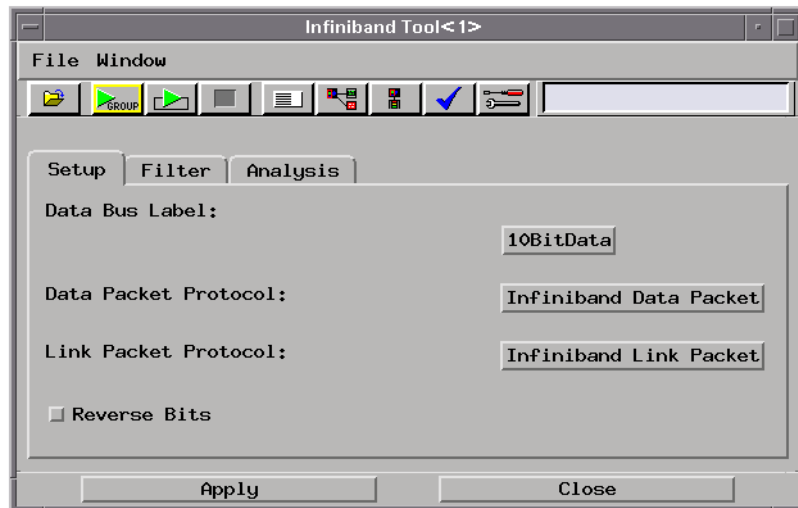 Infiniband Tool<1>
File Window
GROUP
Setup Filter Analysis
Data Bus Label:
10BitData
Data Packet Protocol: Infiniband Data Packet
Link Packet Protocol: Infiniband Link Packet
Reverse Bits
Apply Close